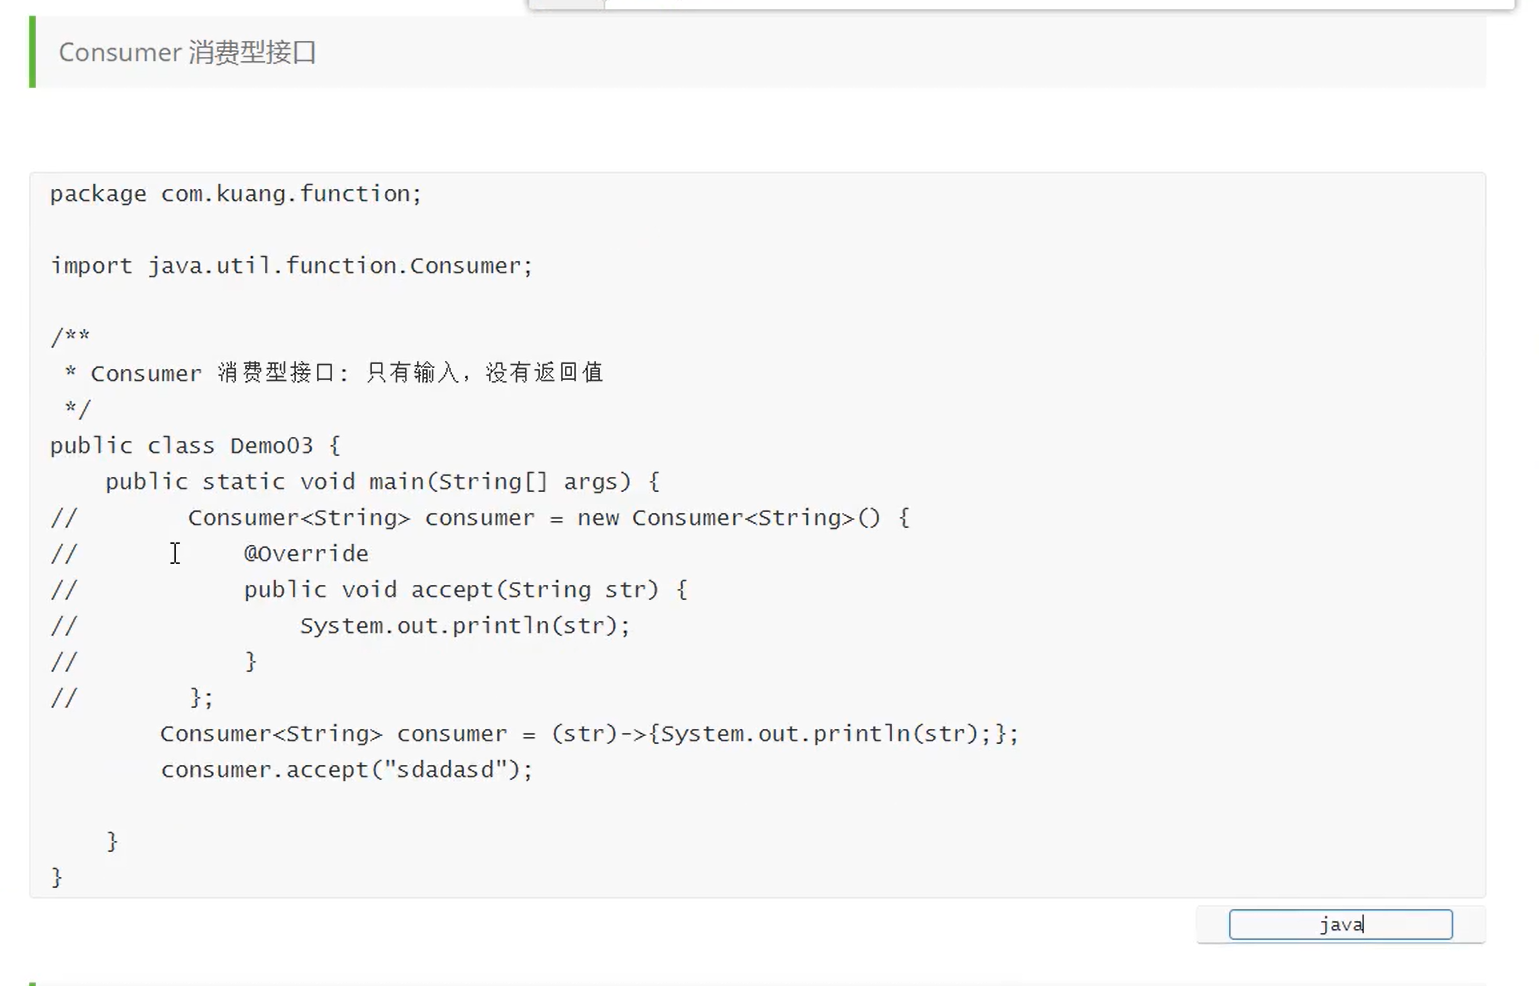 Consumer 消费型接口
package com.kuang.function;
import java.util.function.Consumer;
/**
 * Consumer 消费型接口: 只有输入，没有返回值
 */
public class Demo03 {
    public static void main(String[] args) {
//        Consumer<String> consumer = new Consumer<String>() {
//            @Override
//            public void accept(String str) {
//                System.out.println(str);
//            }
//        };
        Consumer<String> consumer = (str)->{System.out.println(str);};
        consumer.accept("sdadasd");
    }
}
java